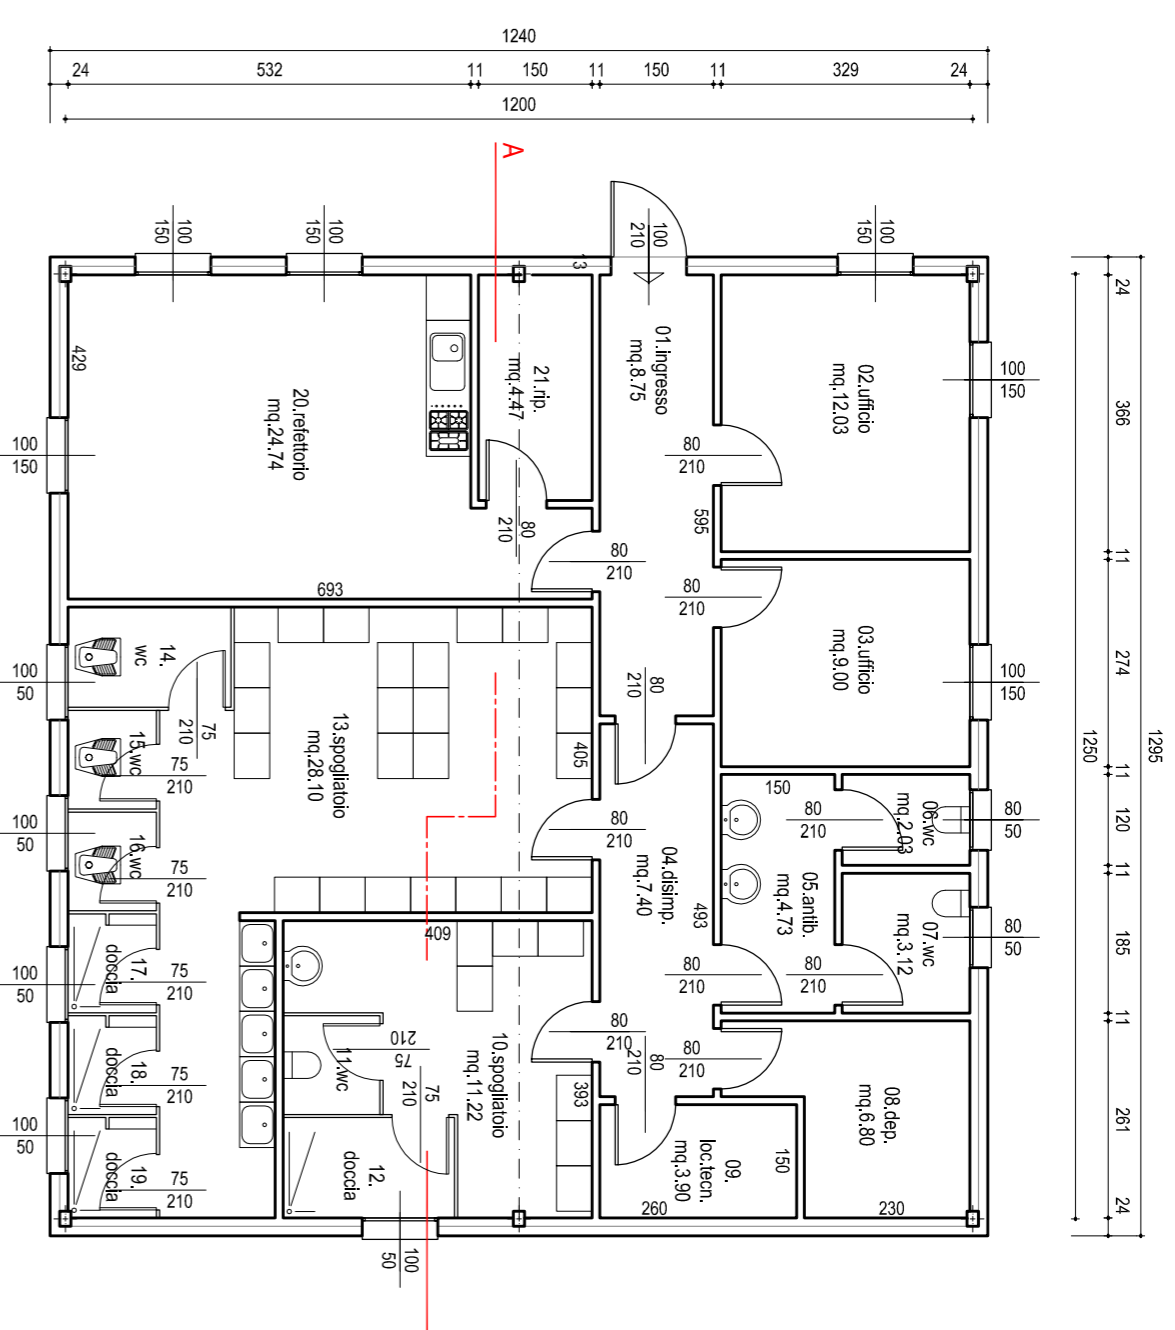 1240
24 532 11 150 11 150 11 329 24
1200
A
100
150
100
150
100
210
100
150
13
24
366
11
274
11
120
11
185
11
261
24
1250
1295
01.ingresso
mq.8.75
02.ufficio
mq.12.03
21.rip.
mq.4.47
20.refettorio
mq.24.74
429
100
150
100
150
80
210
80
210
595
80
210
80
210
693
03.ufficio
mq.9.00
100
150
14.
wc
100
50
75
210
80
210
13.spogliatoio
mq.28.10
405
15.wc
75
210
150
80
210
06.wc
mq.2.03
80
50
100
50
80
210
16.wc
75
210
04.disimp.
mq.7.40
493
05.antib.
mq.4.73
07.wc
mq.3.12
80
50
409
17.
doccia
100
50
75
210
80
210
80
210
10.spogliatoio
mq.11.22
11.wc
75
210
80
210
80
210
80
210
18.
doccia
75
210
75
210
393
08.dep.
mq.6.80
100
50
19.
doccia
75
210
12.
doccia
09.
loc.tecn.
mq.3.90
150
260
230
100
50